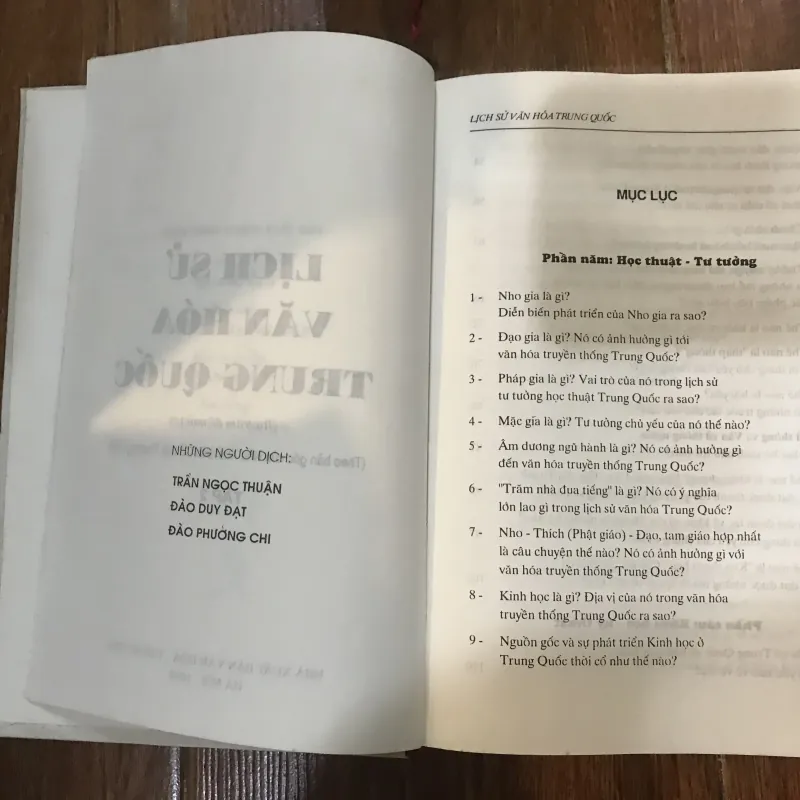 NHỮNG NGƯỜI DỊCH:
TRẦN NGỌC THUẬN
ĐÀO DUY ĐẠT
ĐÀO PHƯƠNG CHI
LỊCH SỬ VĂN HÓA TRUNG QUỐC
MỤC LỤC
Phần năm: Học thuật - Tư tưởng
1 - Nho gia là gì?
Diễn biến phát triển của Nho gia ra sao?
2 - Đạo gia là gì? Nó có ảnh hưởng gì tới
văn hóa truyền thống Trung Quốc?
3 - Pháp gia là gì? Vai trò của nó trong lịch sử
tư tưởng học thuật Trung Quốc ra sao?
4 - Mặc gia là gì? Tư tưởng chủ yếu của nó thế nào?
5 - Âm dương ngũ hành là gì? Nó có ảnh hưởng gì
đến văn hóa truyền thống Trung Quốc?
6 - "Trăm nhà đua tiếng" là gì? Nó có ý nghĩa
lớn lao gì trong lịch sử văn hóa Trung Quốc?
7 - Nho - Thích (Phật giáo) - Đạo, tam giáo hợp nhất
là câu chuyện thế nào? Nó có ảnh hưởng gì với
văn hóa truyền thống Trung Quốc?
8 - Kinh học là gì? Địa vị của nó trong văn hóa
truyền thống Trung Quốc ra sao?
9 - Nguồn gốc và sự phát triển Kinh học ở
Trung Quốc thời cổ như thế nào?
LỊCH SỬ
VĂN HÓA
TRUNG QUỐC